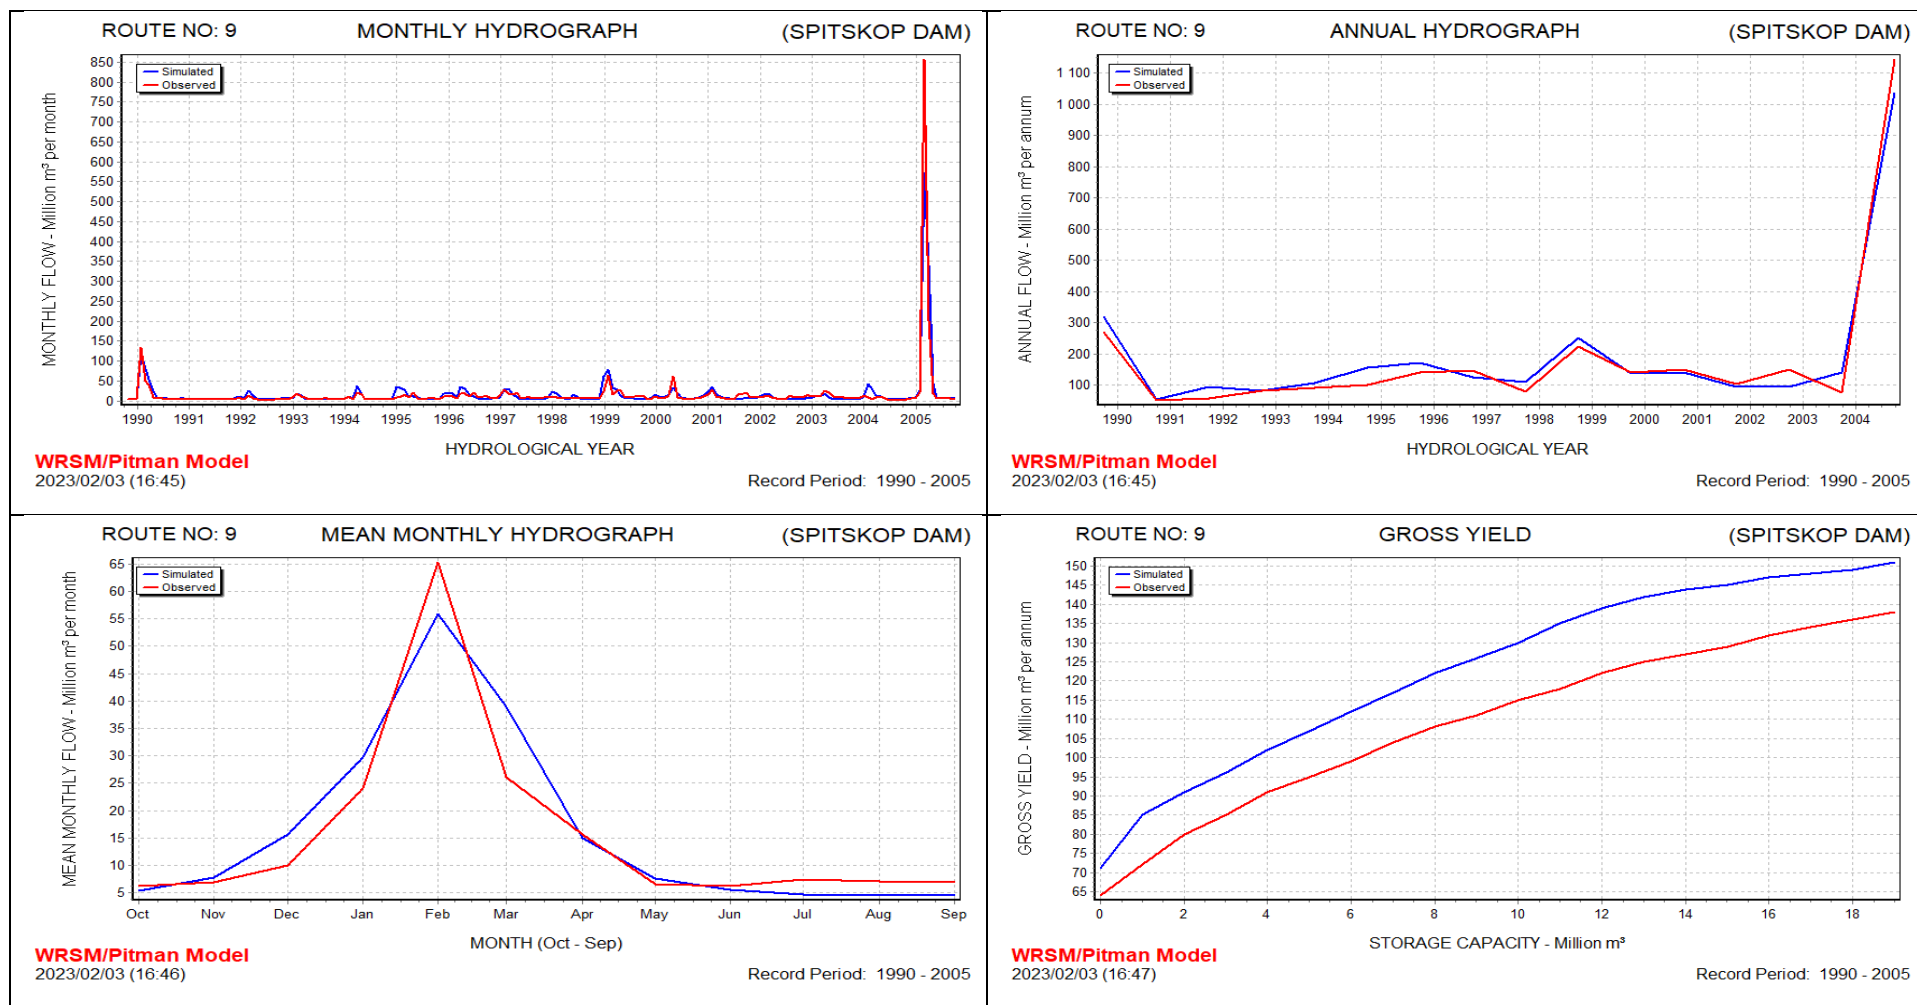 ROUTE NO: 9 MONTHLY HYDROGRAPH (SPITSKOP DAM)
MONTHLY FLOW - Million m³ per month
850
800
750
700
650
600
550
500
450
400
350
300
250
200
150
100
50
0
Simulated
Observed
1990 1991 1992 1993 1994 1995 1996 1997 1998 1999 2000 2001 2002 2003 2004 2005
HYDROLOGICAL YEAR
WRSM/Pitman Model
2023/02/03 (16:45) Record Period: 1990 - 2005
ROUTE NO: 9 ANNUAL HYDROGRAPH (SPITSKOP DAM)
ANNUAL FLOW - Million m³ per annum
1 100
1 000
900
800
700
600
500
400
300
200
100
Simulated
Observed
1990 1991 1992 1993 1994 1995 1996 1997 1998 1999 2000 2001 2002 2003 2004
HYDROLOGICAL YEAR
WRSM/Pitman Model
2023/02/03 (16:45) Record Period: 1990 - 2005
ROUTE NO: 9 MEAN MONTHLY HYDROGRAPH (SPITSKOP DAM)
MEAN MONTHLY FLOW - Million m³ per month
65
60
55
50
45
40
35
30
25
20
15
10
5
Simulated
Observed
Oct Nov Dec Jan Feb Mar Apr May Jun Jul Aug Sep
MONTH (Oct - Sep)
WRSM/Pitman Model
2023/02/03 (16:46) Record Period: 1990 - 2005
ROUTE NO: 9 GROSS YIELD (SPITSKOP DAM)
GROSS YIELD - Million m³ per annum
150
145
140
135
130
125
120
115
110
105
100
95
90
85
80
75
70
65
Simulated
Observed
0 2 4 6 8 10 12 14 16 18
STORAGE CAPACITY - Million m³
WRSM/Pitman Model
2023/02/03 (16:47) Record Period: 1990 - 2005